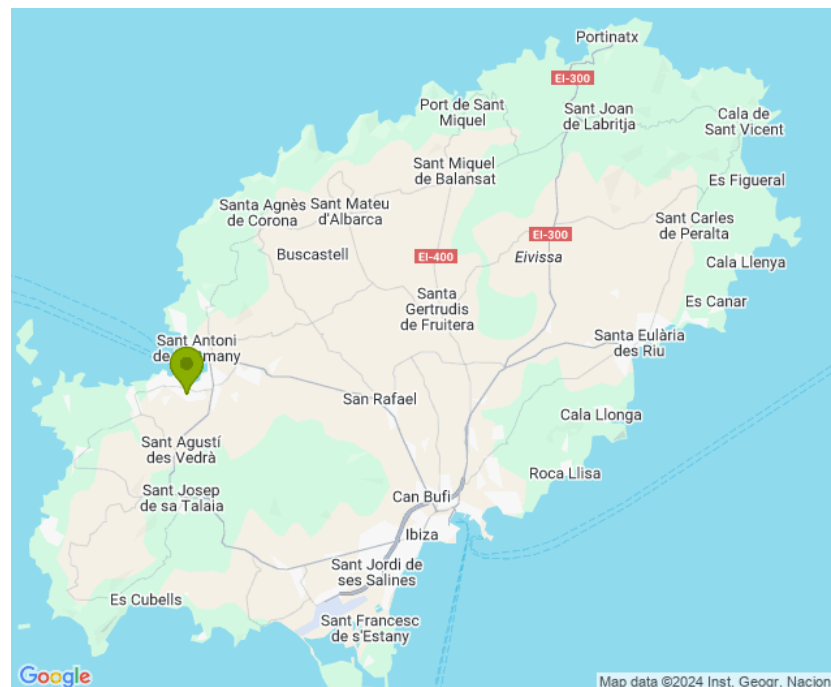 Portinatx
EI-300
Port de Sant
Miquel
Sant Joan
de Labritja
Cala de
Sant Vicent
Sant Miquel
de Balansat
Es Figueral
Santa Agnès
de Corona
Sant Mateu
d'Albarca
Sant Carles
de Peralta
EI-300
Buscastell
EI-400
Eivissa
Cala Llenya
Santa
Gertrudis
de Fruitera
Es Canar
Sant Antoni
de
many
Santa Eulària
des Riu
San Rafael
Cala Llonga
Sant Agustí
des Vedrà
Roca Llisa
Sant Josep
de sa Talaia
Can Bufi
Ibiza
Sant Jordi de
ses Salines
Es Cubells
Sant Francesc
de s'Estany
Google
Map data ©2024 Inst. Geogr. Nacion